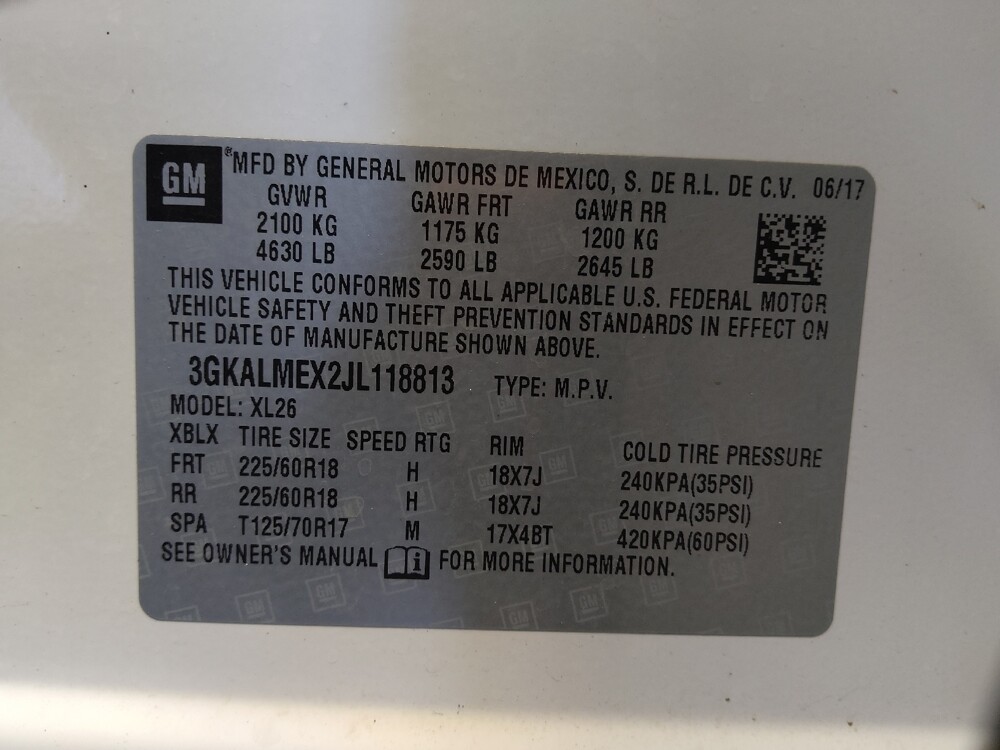 GM
®MFD BY GENERAL MOTORS DE MEXICO, S. DE R.L. DE C.V. 06/17
GVWR GAWR FRT GAWR RR
2100 KG 1175 KG 1200 KG
4630 LB 2590 LB 2645 LB
THIS VEHICLE CONFORMS TO ALL APPLICABLE U.S. FEDERAL MOTOR
VEHICLE SAFETY AND THEFT PREVENTION STANDARDS IN EFFECT ON
THE DATE OF MANUFACTURE SHOWN ABOVE.
3GKALMEX2JL118813 TYPE: M.P.V.
MODEL: XL26
XBLX TIRE SIZE SPEED RTG RIM COLD TIRE PRESSURE
FRT 225/60R18 H 18X7J 240KPA(35PSI)
RR 225/60R18 H 18X7J 240KPA(35PSI)
SPA T125/70R17 M 17X4BT 420KPA(60PSI)
SEE OWNER'S MANUAL i FOR MORE INFORMATION.